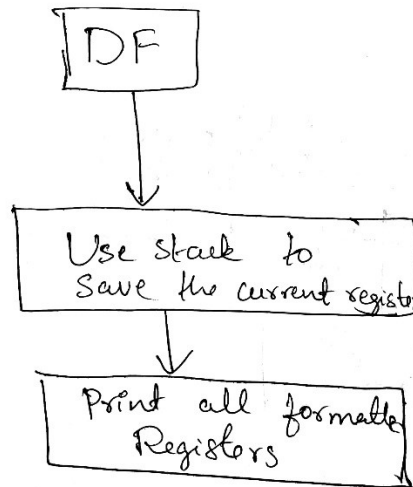 DF
Use stack to
Save the current registe
Print all formatte
Registers